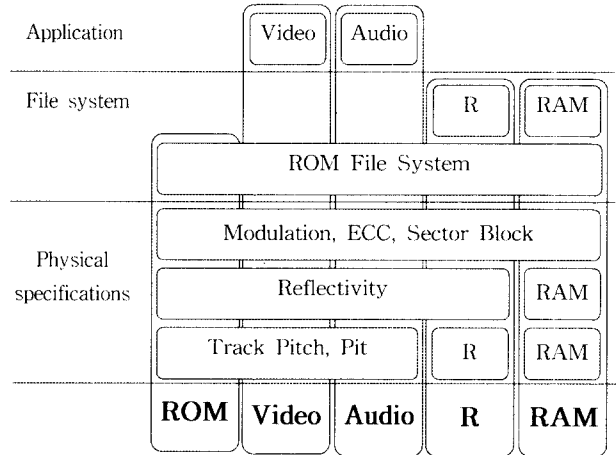 Application
Video
Audio
File system
R
RAM
ROM File System
Modulation, ECC, Sector Block
Physical
specifications
Reflectivity
RAM
Track Pitch, Pit
R
RAM
ROM
Video
Audio
R
RAM